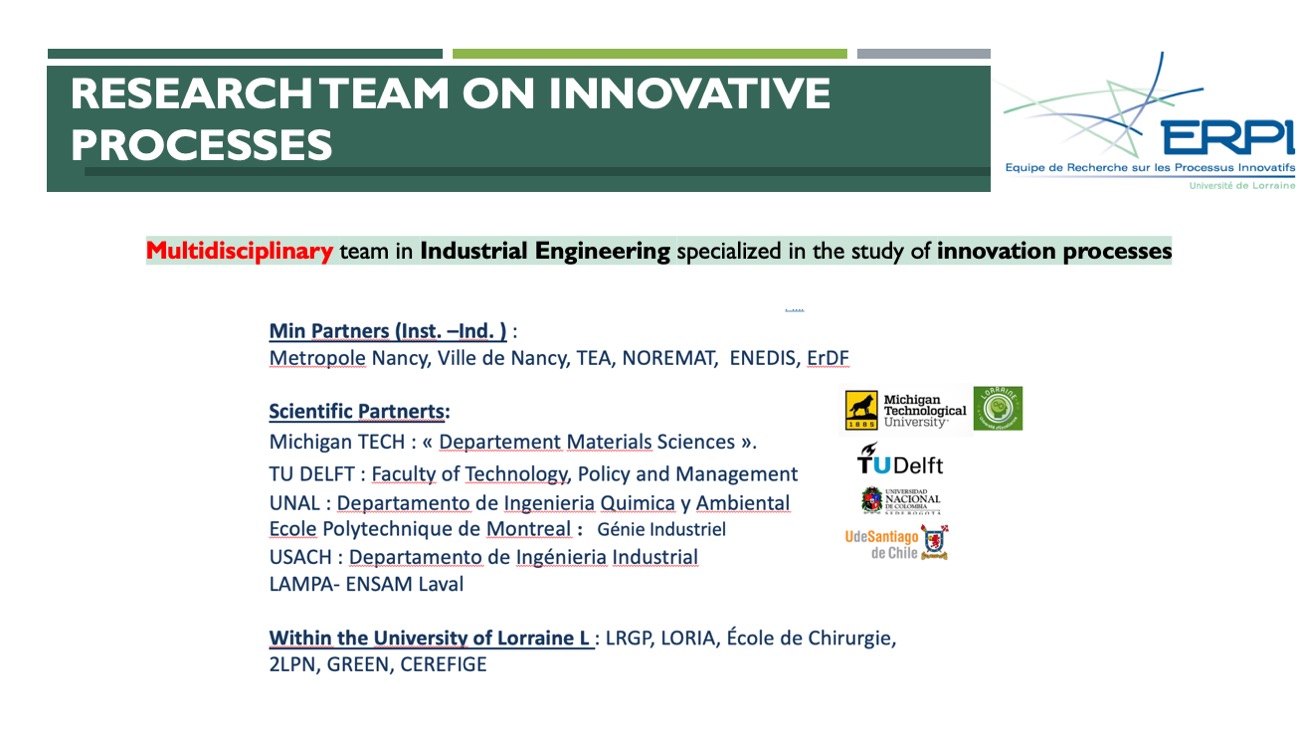 RESEARCH TEAM ON INNOVATIVE
PROCESSES
ERPI
Equipe de Recherche sur les Processus Innovatifs
Université de Lorraine
Multidisciplinary team in Industrial Engineering specialized in the study of innovation processes
Min Partners (Inst. –Ind. ) :
Metropole Nancy, Ville de Nancy, TEA, NOREMAT, ENEDIS, ErDF
Scientific Partnerts:
Michigan TECH : « Departement Materials Sciences ».
TU DELFT : Faculty of Technology, Policy and Management
UNAL : Departamento de Ingenieria Quimica y Ambiental
Ecole Polytechnique de Montreal : Génie Industriel
USACH : Departamento de Ingénieria Industrial
LAMPA- ENSAM Laval
Within the University of Lorraine L : LRGP, LORIA, École de Chirurgie,
2LPN, GREEN, CEREFIGE
Michigan
Technological
University
1885
LORRAINE
TU Delft
UNIVERSIDAD
NACIONAL
DE COLOMBIA
SEDE BOGOTÁ
UdeSantiago
de Chile